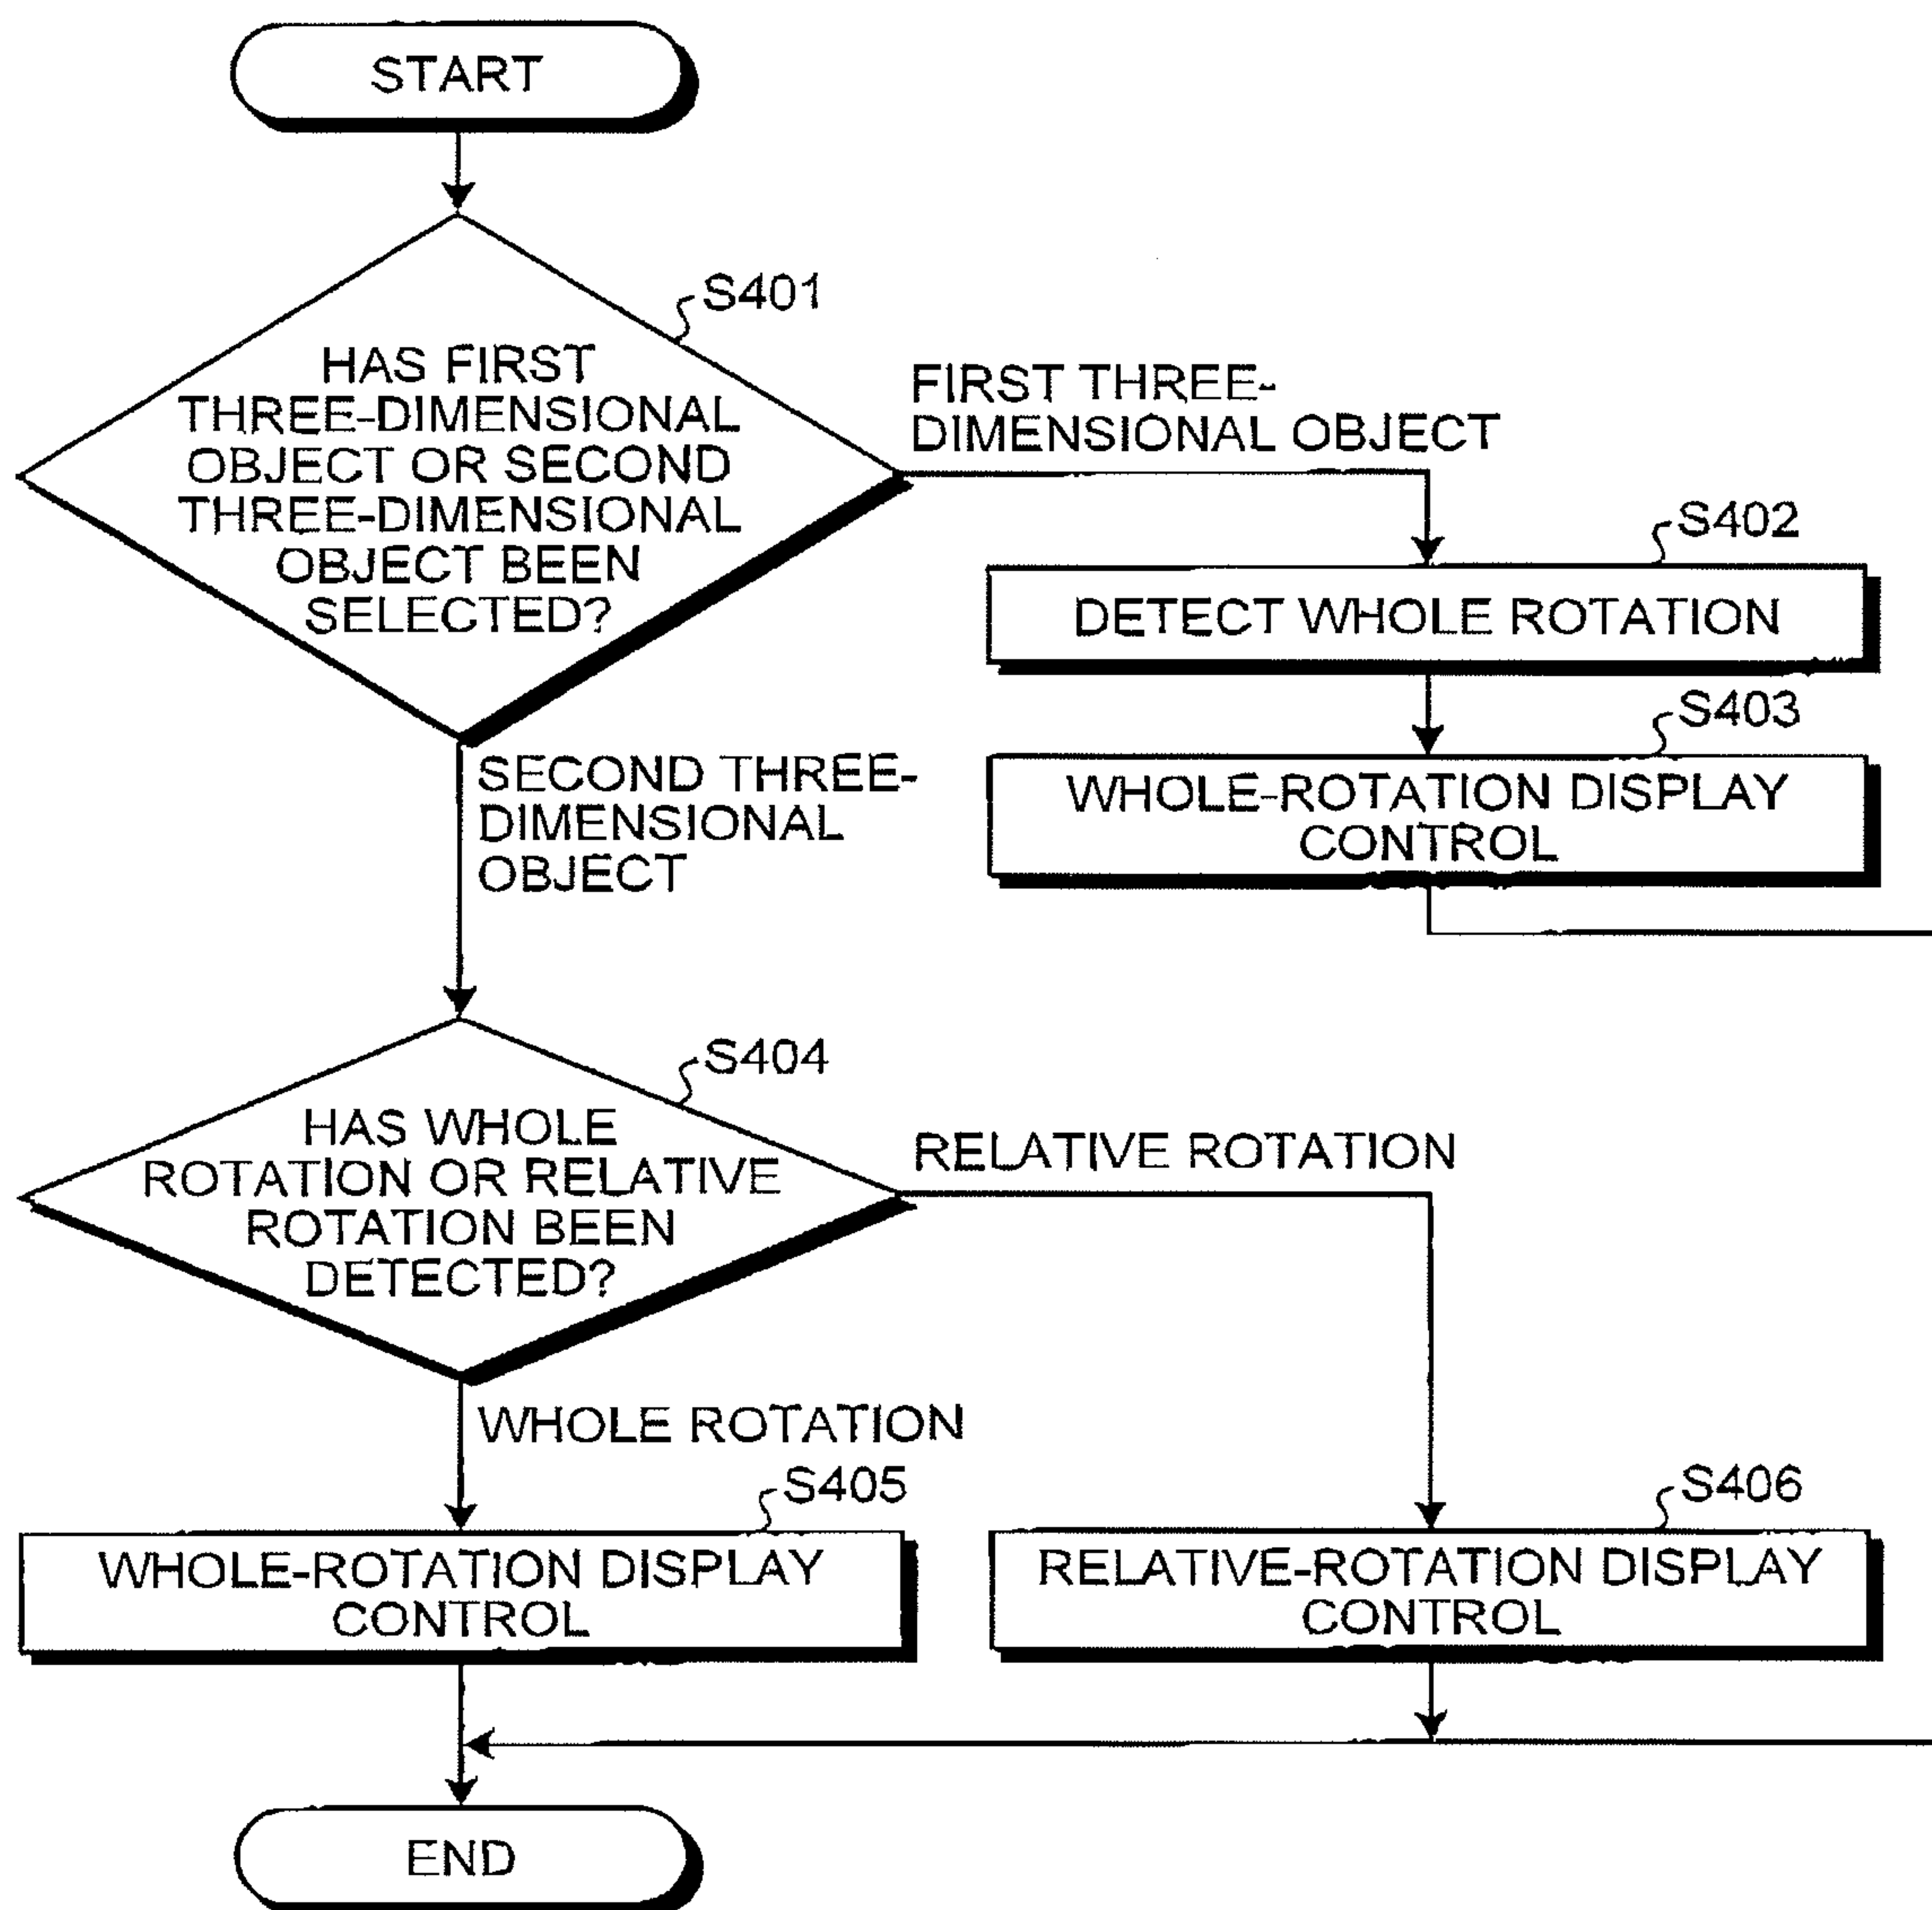 START
S401
HAS FIRST
THREE-DIMENSIONAL
OBJECT OR SECOND
THREE-DIMENSIONAL
OBJECT BEEN
SELECTED?
FIRST THREE-
DIMENSIONAL OBJECT
S402
DETECT WHOLE ROTATION
S403
WHOLE-ROTATION DISPLAY
CONTROL
SECOND THREE-
DIMENSIONAL
OBJECT
S404
HAS WHOLE
ROTATION OR RELATIVE
ROTATION BEEN
DETECTED?
RELATIVE ROTATION
WHOLE ROTATION
S405
WHOLE-ROTATION DISPLAY
CONTROL
S406
RELATIVE-ROTATION DISPLAY
CONTROL
END